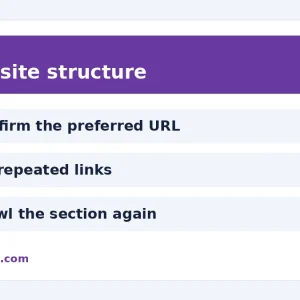 site structure
firm the preferred URL
repeated links
wl the section again
.com